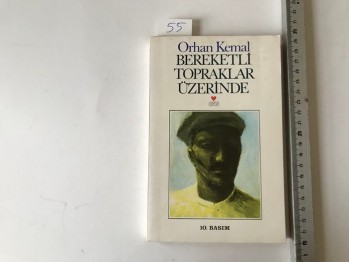 55
Orhan Kemal
BEREKETLİ
TOPRAKLAR
ÜZERİNDE
10. BASIM